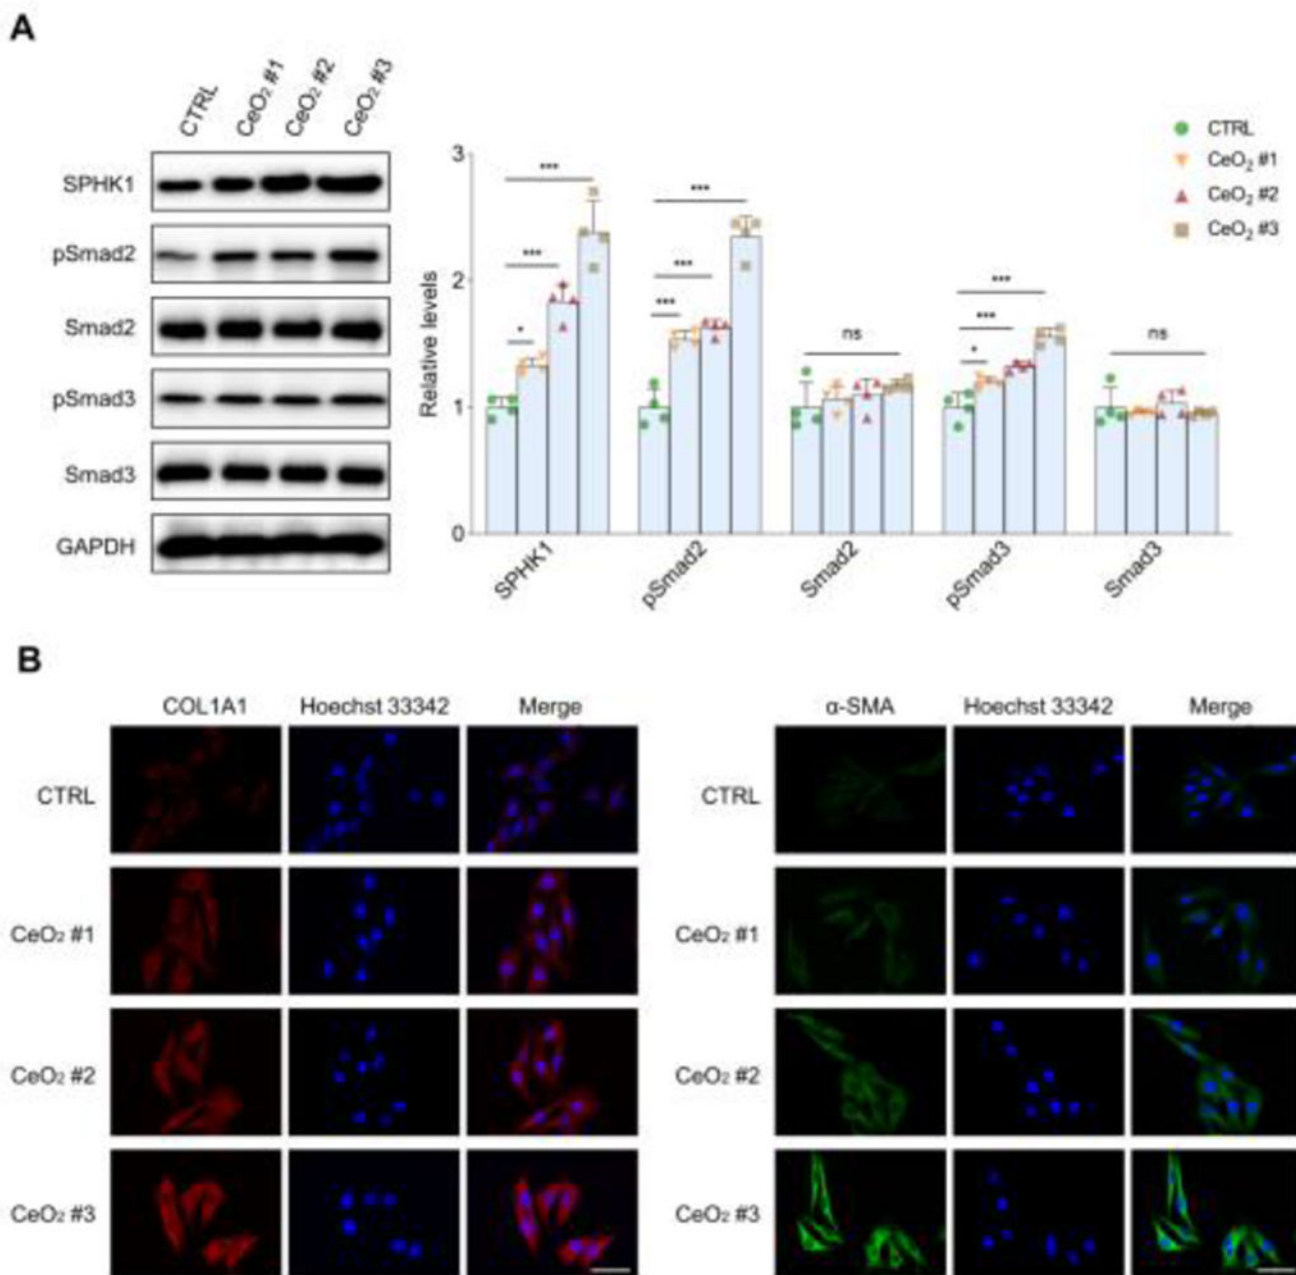 A
CTRL
CeO₂ #1
CeO₂ #2
CeO₂ #3
SPHK1
pSmad2
Smad2
pSmad3
Smad3
GAPDH
Relative levels
3
2
1
0
***
***
*
***
***
***
ns
***
***
*
ns
SPHK1
pSmad2
Smad2
pSmad3
Smad3
CTRL
CeO₂ #1
CeO₂ #2
CeO₂ #3
B
COL1A1 Hoechst 33342 Merge
CTRL
CeO₂ #1
CeO₂ #2
CeO₂ #3
α-SMA Hoechst 33342 Merge
CTRL
CeO₂ #1
CeO₂ #2
CeO₂ #3